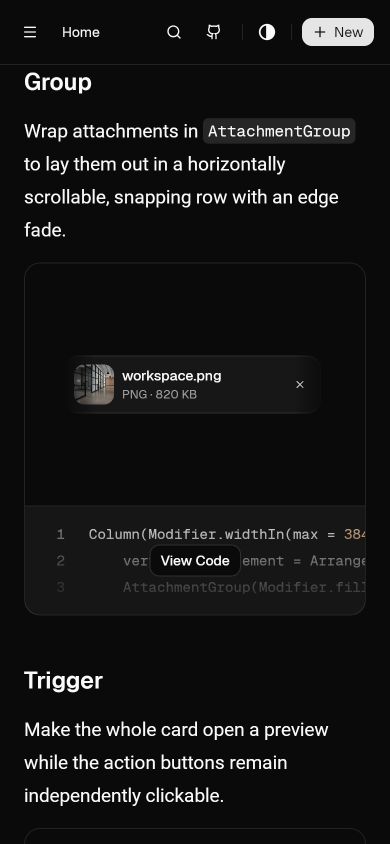 Home
New
Group
Wrap attachments in AttachmentGroup
to lay them out in a horizontally
scrollable, snapping row with an edge
fade.
workspace.png
PNG · 820 KB
1 Column(Modifier.widthIn(max = 384
2 ver ement = Arrange
View Code
3 AttachmentGroup(Modifier.fill
Trigger
Make the whole card open a preview
while the action buttons remain
independently clickable.